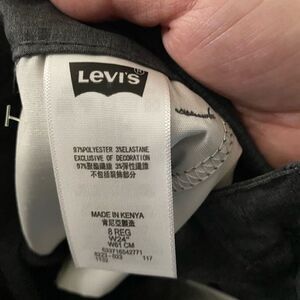 LEVI'S
97%POLYESTER 3%ELASTANE
EXCLUSIVE OF DECORATION
97%聚酯纖維 3%彈性纖維
不包括裝飾部分
MADE IN KENYA
肯尼亞製造
8 REG
W24"
W61 CM
117